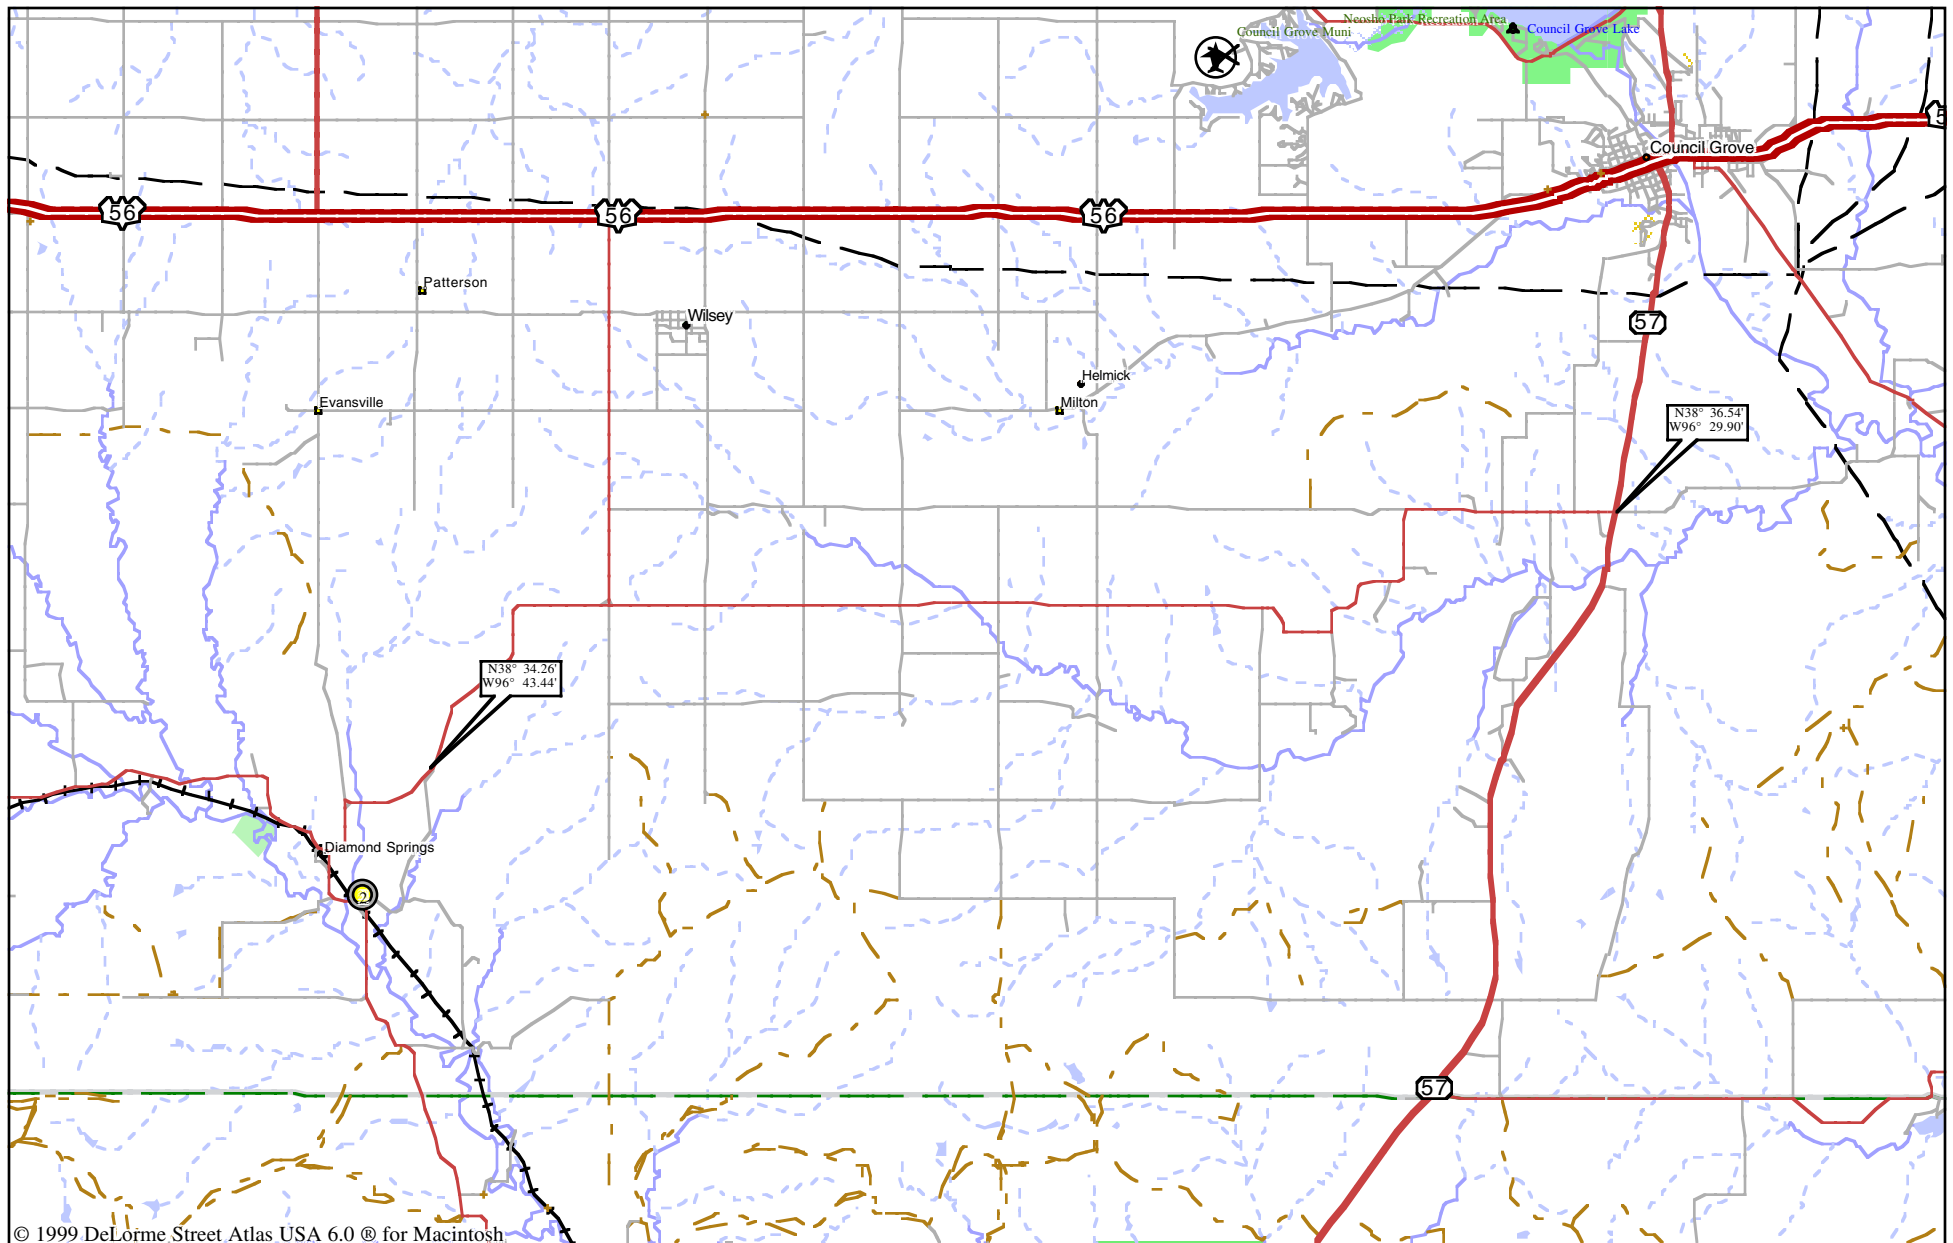 Neosho Park Recreation Area
Council Grove Muni
Council Grove Lake
Council Grove
56
56
56
Patterson
Wilsey
57
Helmick
Evansville
Milton
N38° 36.54'
W96° 29.90'
N38° 34.26'
W96° 43.44'
Diamond Springs
2
57
© 1999 DeLorme Street Atlas USA 6.0 ® for Macintosh